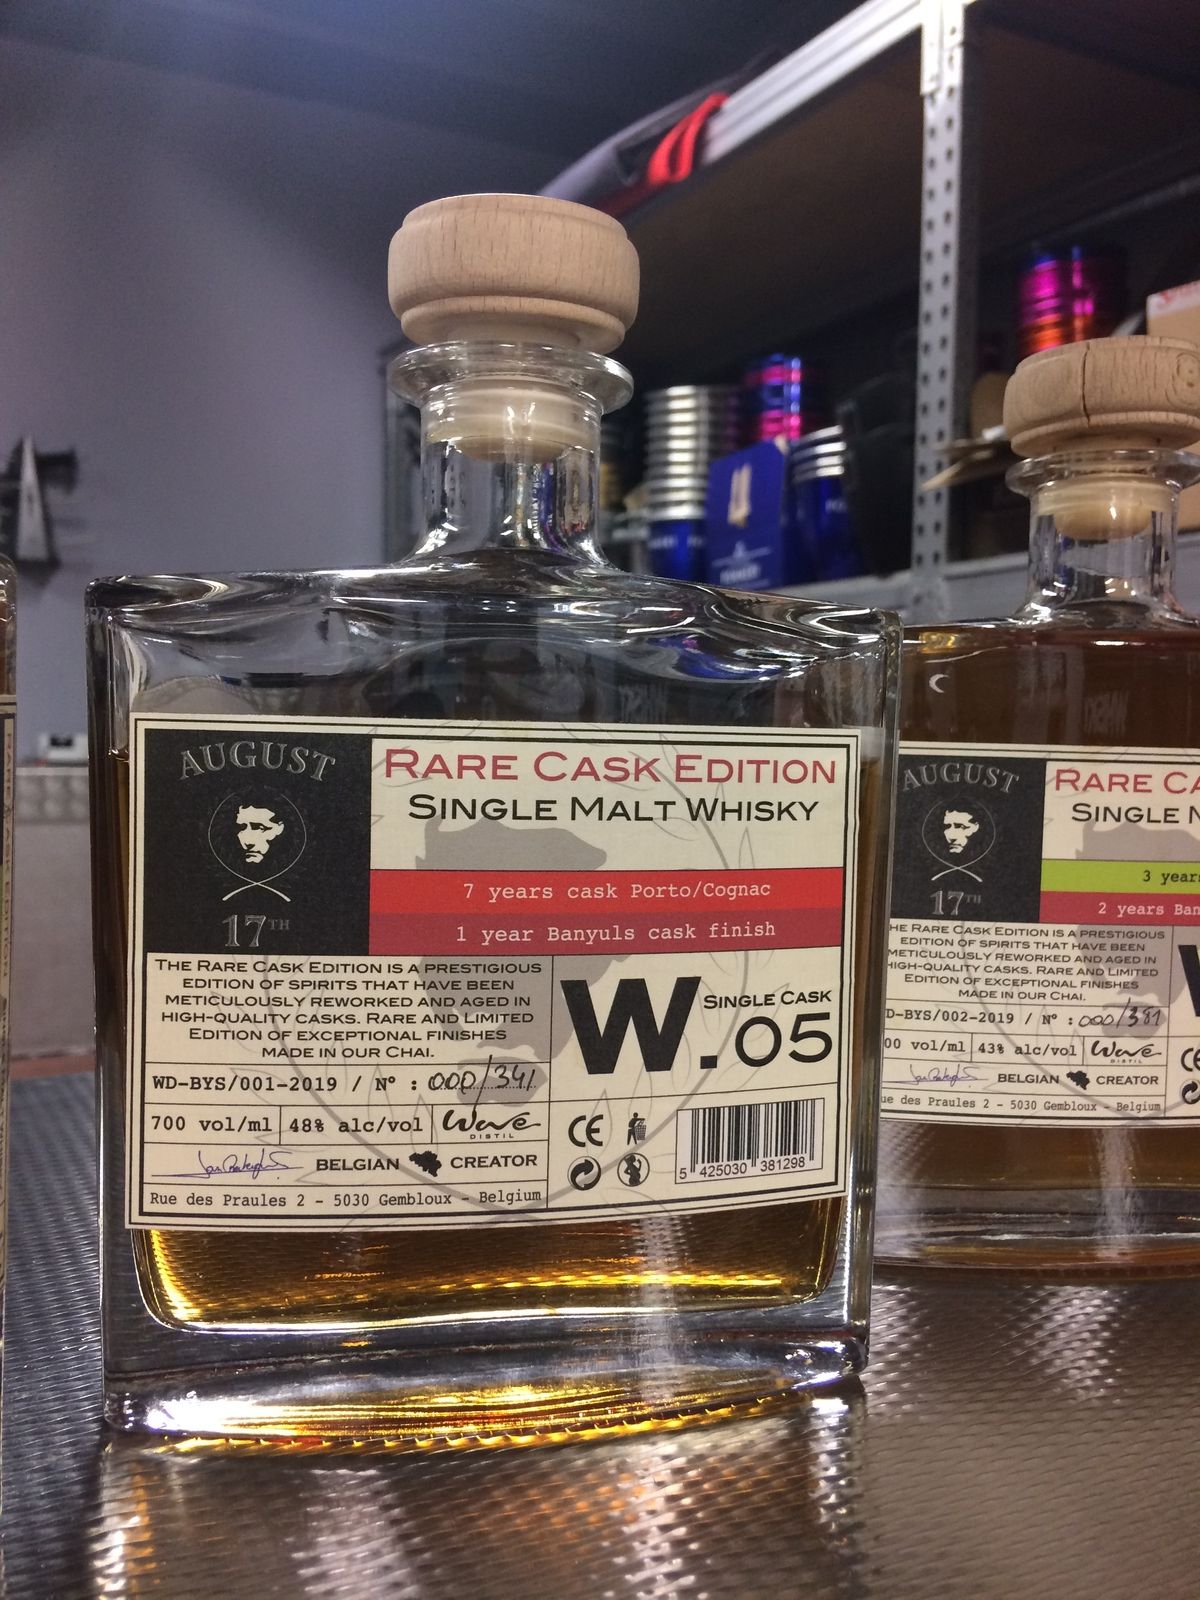 AUGUST
17TH
RARE CASK EDITION
SINGLE MALT WHISKY
7 years cask Porto/Cognac
1 year Banyuls cask finish
THE RARE CASK EDITION IS A PRESTIGIOUS
EDITION OF SPIRITS THAT HAVE BEEN
METICULOUSLY REWORKED AND AGED IN
HIGH-QUALITY CASKS. RARE AND LIMITED
EDITION OF EXCEPTIONAL FINISHES
MADE IN OUR CHAI.
WD-BYS/001-2019 / N° : 000/341
700 vol/ml 48% alc/vol Wave
DISTIL
BELGIAN CREATOR
Rue des Praules 2 - 5030 Gembloux - Belgium
W.05
SINGLE CASK
CE
5 425030 381298
AUGUST
17TH
RARE CA
SINGLE M
3 years
2 years Ban
HE RARE CASK EDITION IS A PRESTIGIOUS
EDITION OF SPIRITS THAT HAVE BEEN
METICULOUSLY REWORKED AND AGED IN
HIGH-QUALITY CASKS. RARE AND LIMITED
EDITION OF EXCEPTIONAL FINISHES
MADE IN OUR CHAI.
D-BYS/002-2019 / N° : 000/381
00 vol/ml 43% alc/vol Wave
BELGIAN CREATOR
ue des Praules 2 - 5030 Gembloux - Belgium